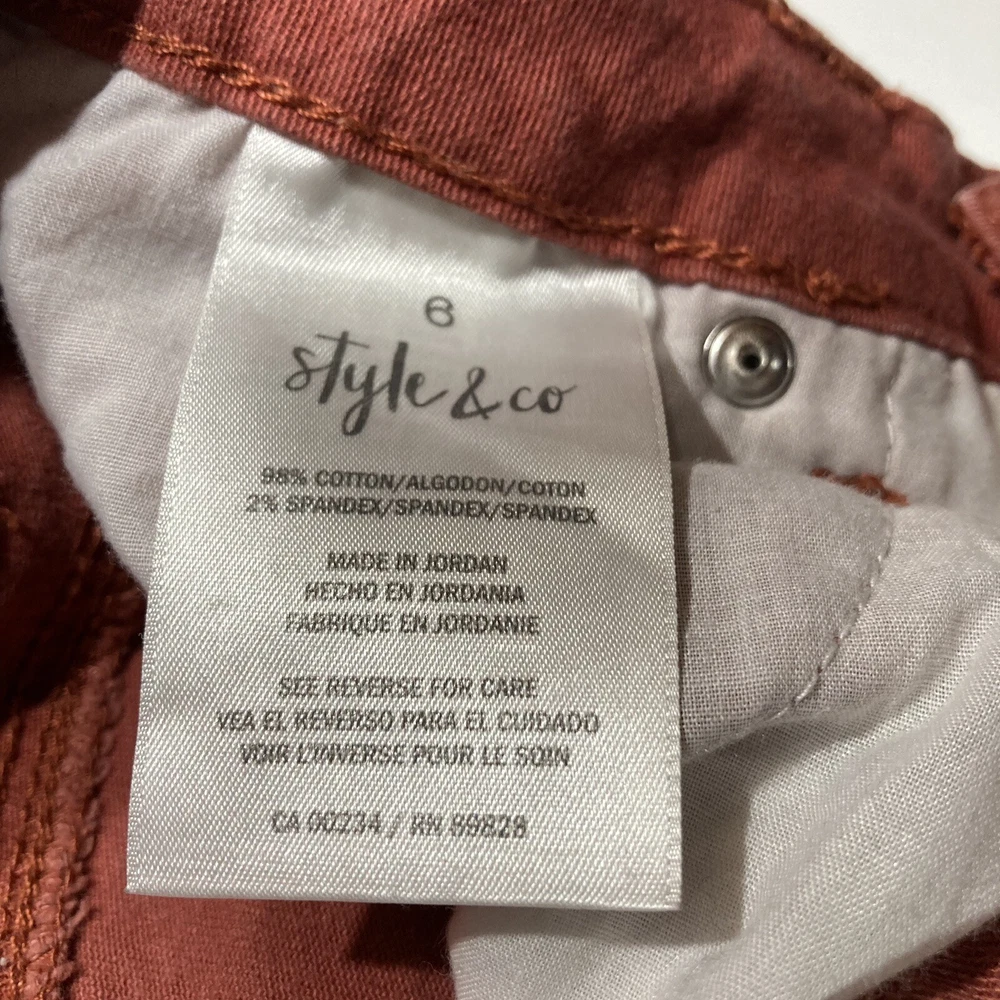 6
style & co
98% COTTON/ALGODON/COTON
2% SPANDEX/SPANDEX/SPANDEX
MADE IN JORDAN
HECHO EN JORDANIA
FABRIQUE EN JORDANIE
SEE REVERSE FOR CARE
VEA EL REVERSO PARA EL CUIDADO
VOIR L'INVERSE POUR LE SOIN
CA 00234 / RN 89828